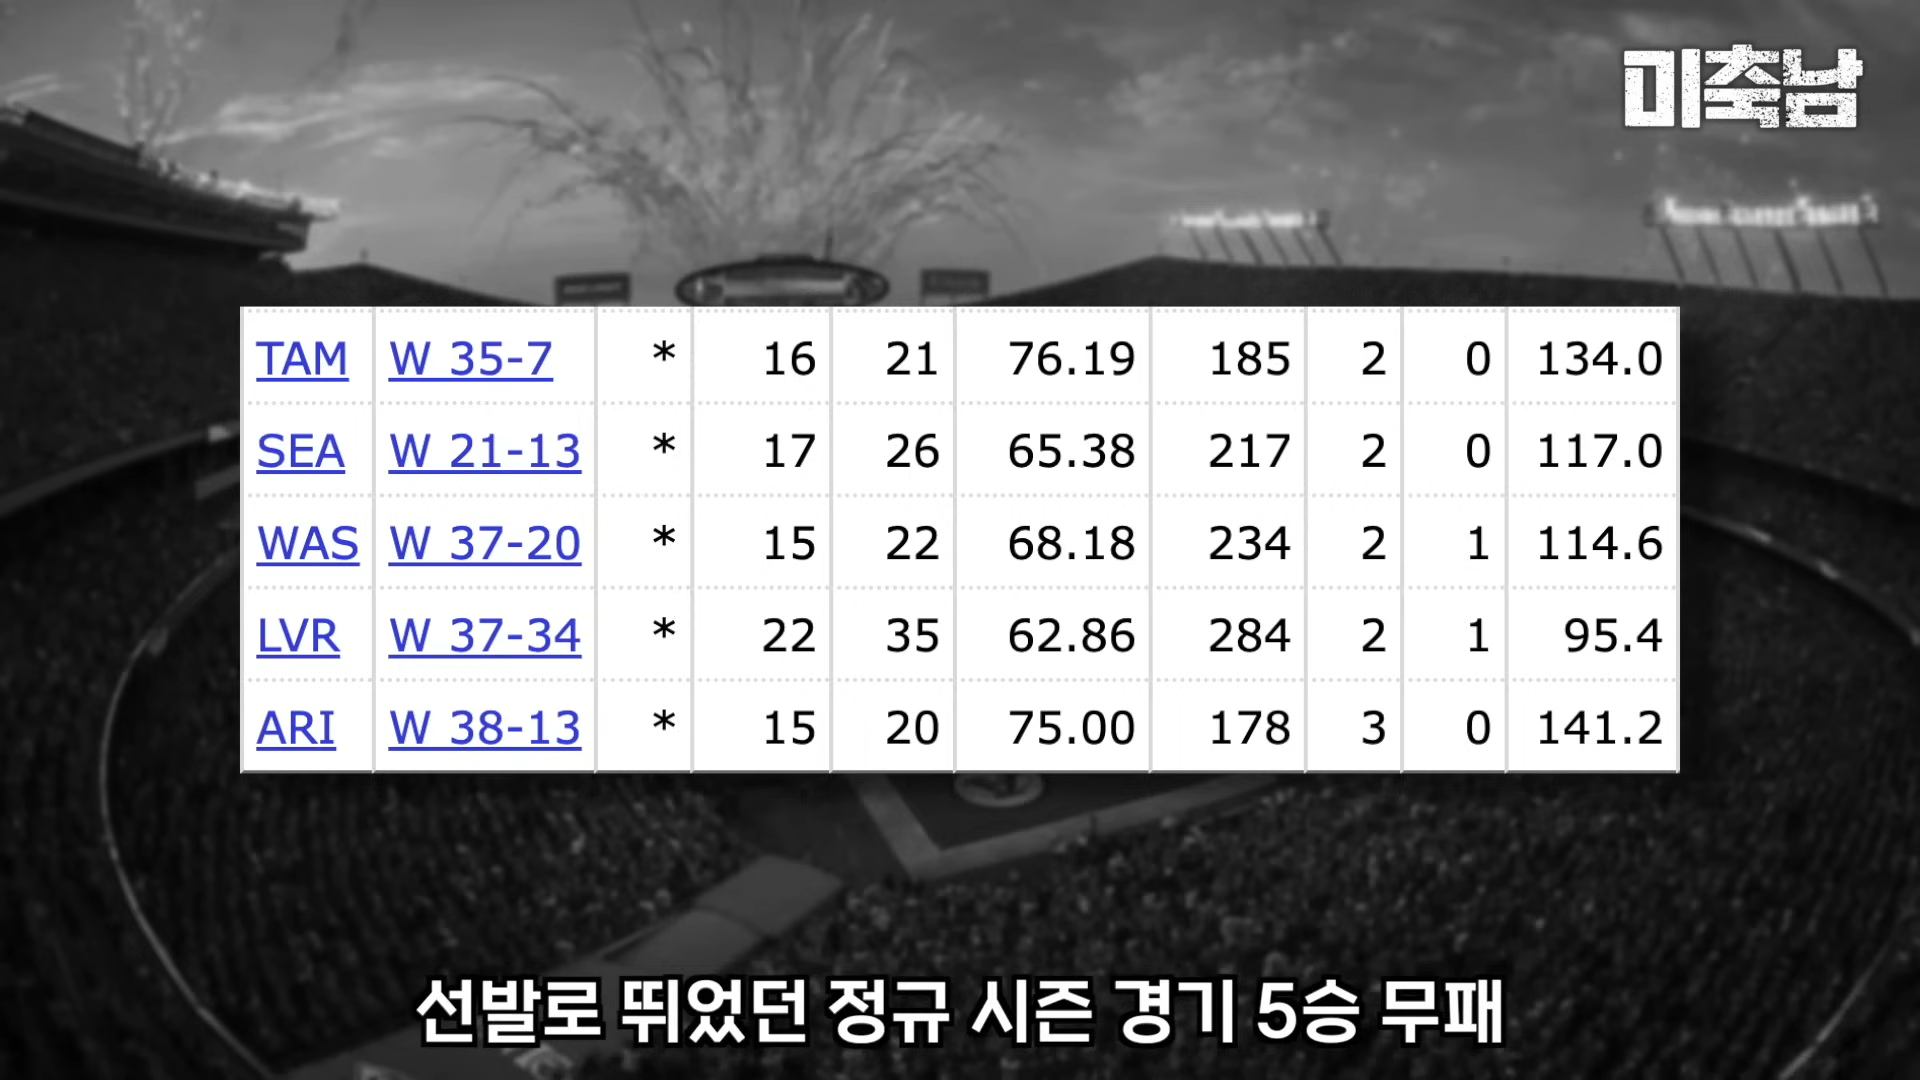 미축남
TAM W 35-7 * 16 21 76.19 185 2 0 134.0
SEA W 21-13 * 17 26 65.38 217 2 0 117.0
WAS W 37-20 * 15 22 68.18 234 2 1 114.6
LVR W 37-34 * 22 35 62.86 284 2 1 95.4
ARI W 38-13 * 15 20 75.00 178 3 0 141.2
선발로 뛰었던 정규 시즌 경기 5승 무패